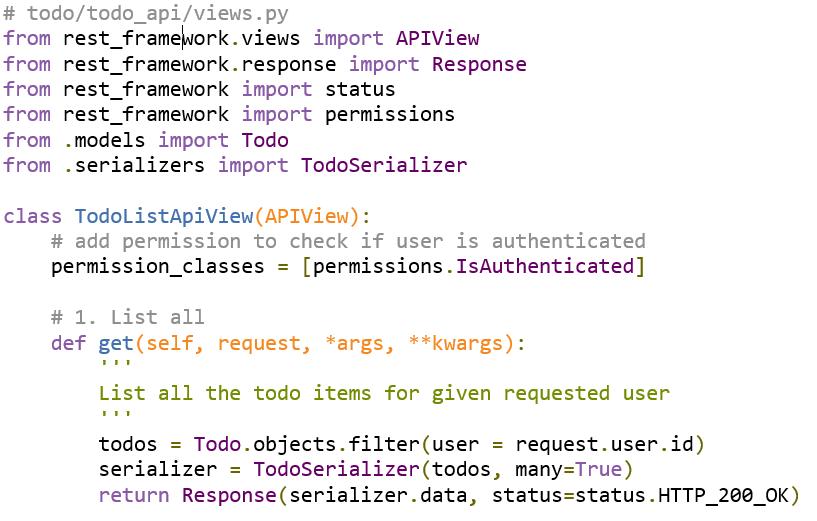 # todo/todo_api/views.py
from rest_framework.views import APIView
from rest_framework.response import Response
from rest_framework import status
from rest_framework import permissions
from .models import Todo
from .serializers import TodoSerializer

class TodoListApiView(APIView):
    # add permission to check if user is authenticated
    permission_classes = [permissions.IsAuthenticated]

    # 1. List all
    def get(self, request, *args, **kwargs):
        '''
        List all the todo items for given requested user
        '''
        todos = Todo.objects.filter(user = request.user.id)
        serializer = TodoSerializer(todos, many=True)
        return Response(serializer.data, status=status.HTTP_200_OK)